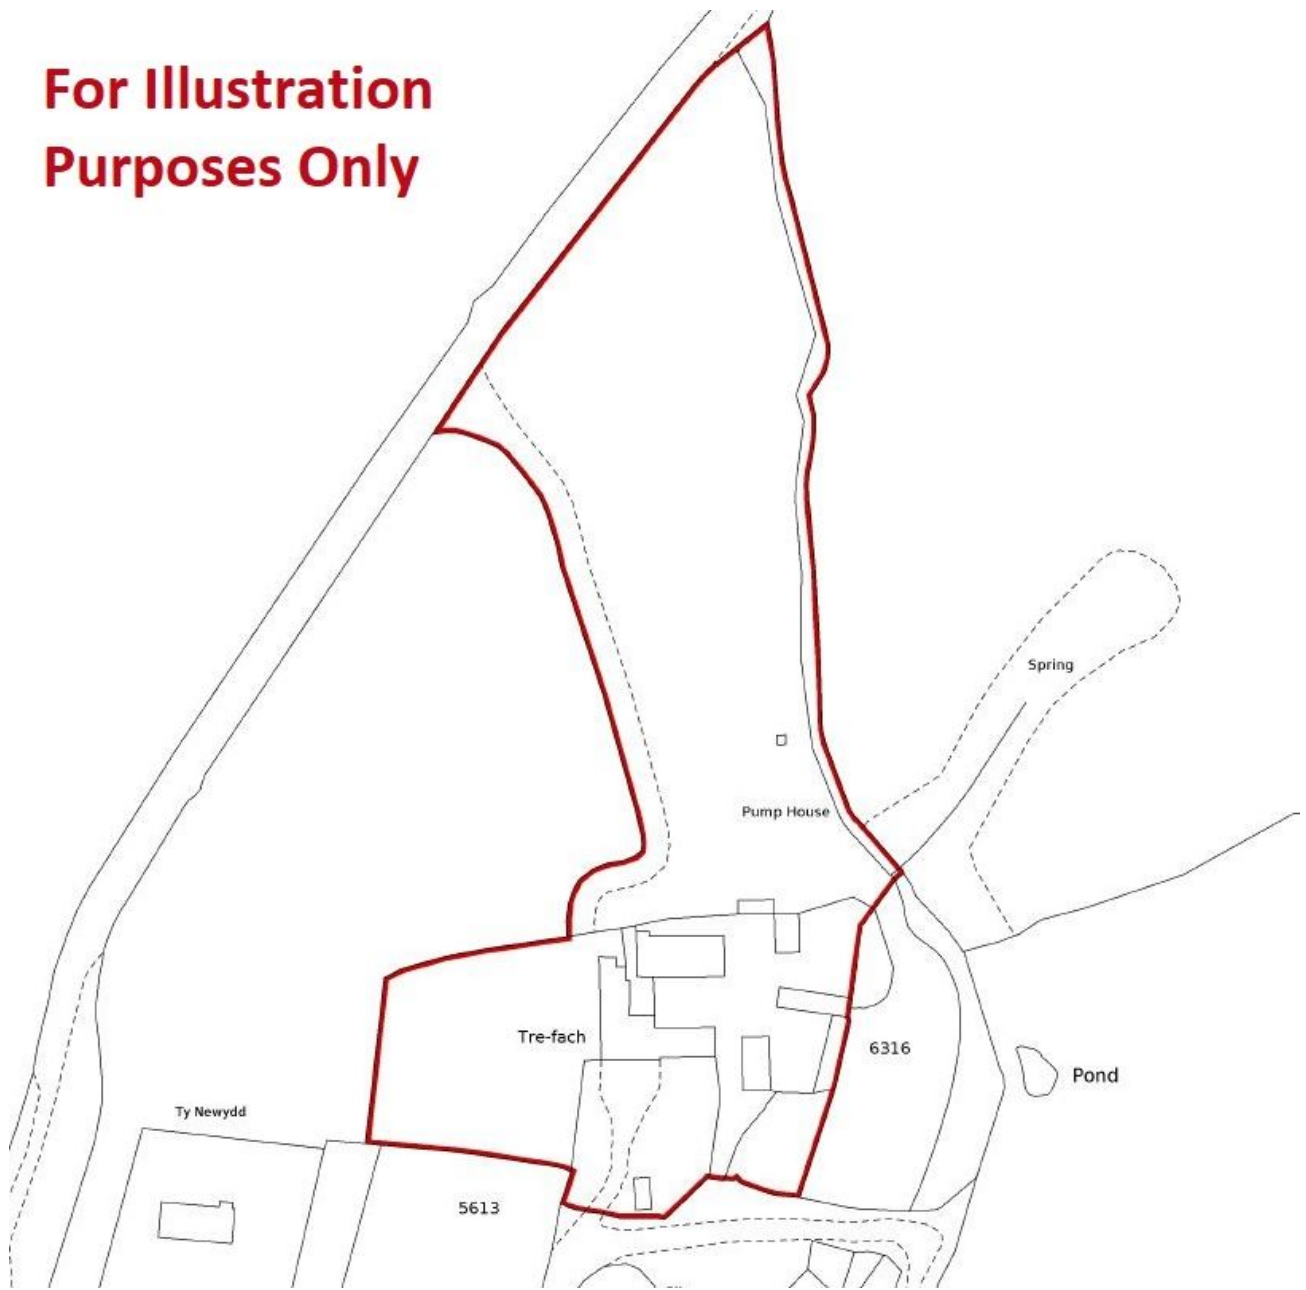 For Illustration
Purposes Only
Spring
Pump House
Tre-fach
6316
Pond
Ty Newydd
5613